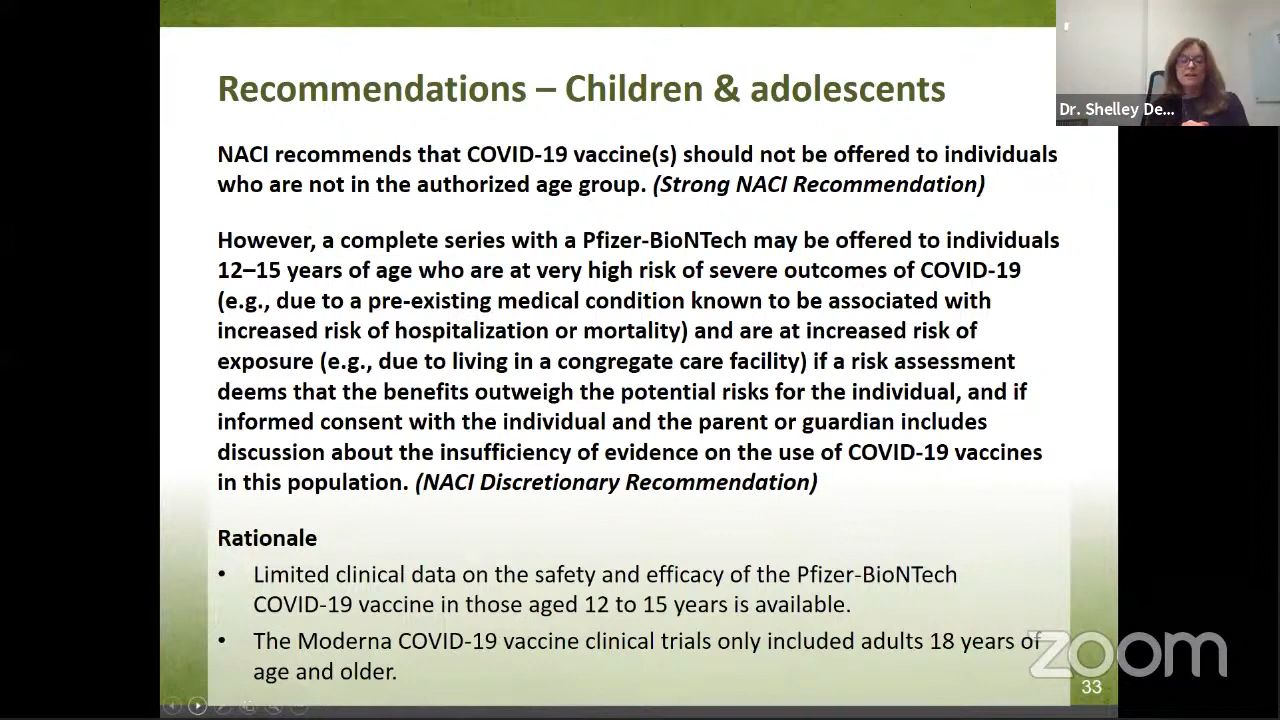 Recommendations – Children & adolescents
Dr. Shelley De...
NACI recommends that COVID-19 vaccine(s) should not be offered to individuals
who are not in the authorized age group. (Strong NACI Recommendation)
However, a complete series with a Pfizer-BioNTech may be offered to individuals
12–15 years of age who are at very high risk of severe outcomes of COVID-19
(e.g., due to a pre-existing medical condition known to be associated with
increased risk of hospitalization or mortality) and are at increased risk of
exposure (e.g., due to living in a congregate care facility) if a risk assessment
deems that the benefits outweigh the potential risks for the individual, and if
informed consent with the individual and the parent or guardian includes
discussion about the insufficiency of evidence on the use of COVID-19 vaccines
in this population. (NACI Discretionary Recommendation)
Rationale
• Limited clinical data on the safety and efficacy of the Pfizer-BioNTech
COVID-19 vaccine in those aged 12 to 15 years is available.
• The Moderna COVID-19 vaccine clinical trials only included adults 18 years of
age and older.
zoom
33